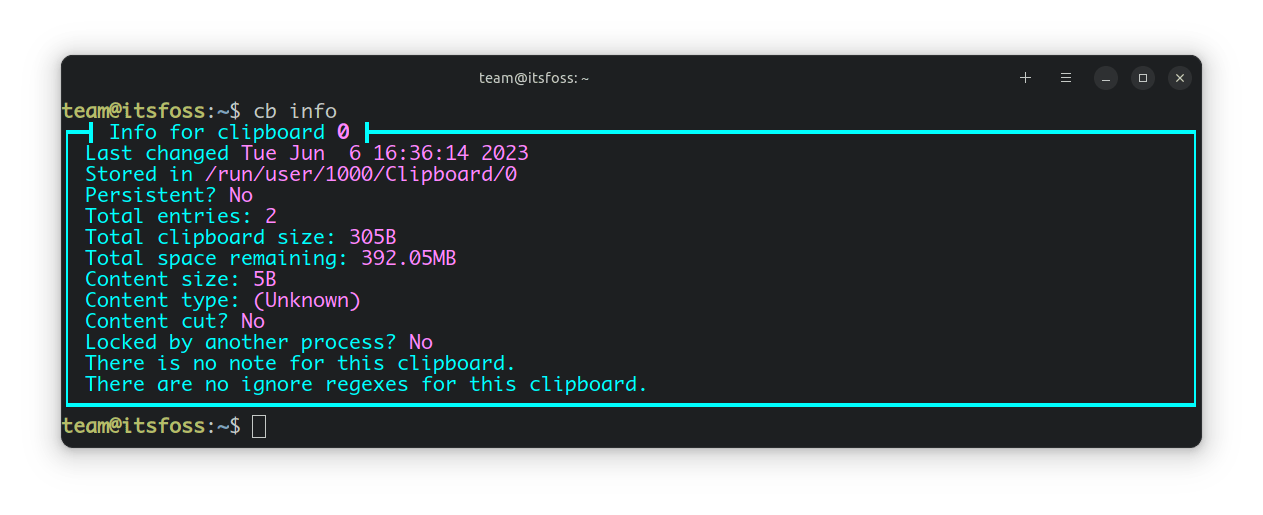 team@itsfoss: ~
team@itsfoss:~$ cb info
Info for clipboard 0
Last changed Tue Jun  6 16:36:14 2023
Stored in /run/user/1000/Clipboard/0
Persistent? No
Total entries: 2
Total clipboard size: 305B
Total space remaining: 392.05MB
Content size: 5B
Content type: (Unknown)
Content cut? No
Locked by another process? No
There is no note for this clipboard.
There are no ignore regexes for this clipboard.
team@itsfoss:~$